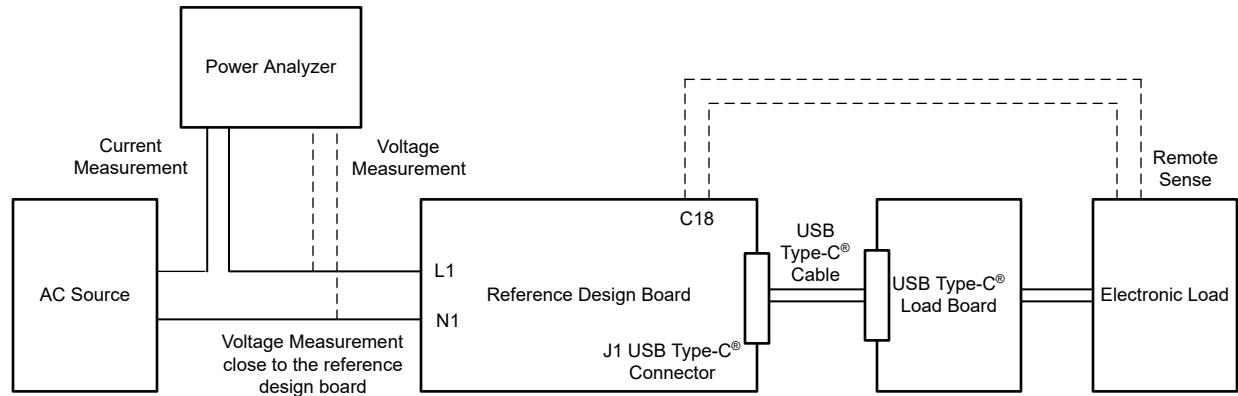 Power Analyzer
Current
Measurement
Voltage
Measurement
Remote
Sense
C18
USB
Type-C®
Cable
L1
AC Source
Reference Design Board
USB Type-C®
Load Board
Electronic Load
N1
Voltage Measurement
close to the reference
design board
J1 USB Type-C®
Connector